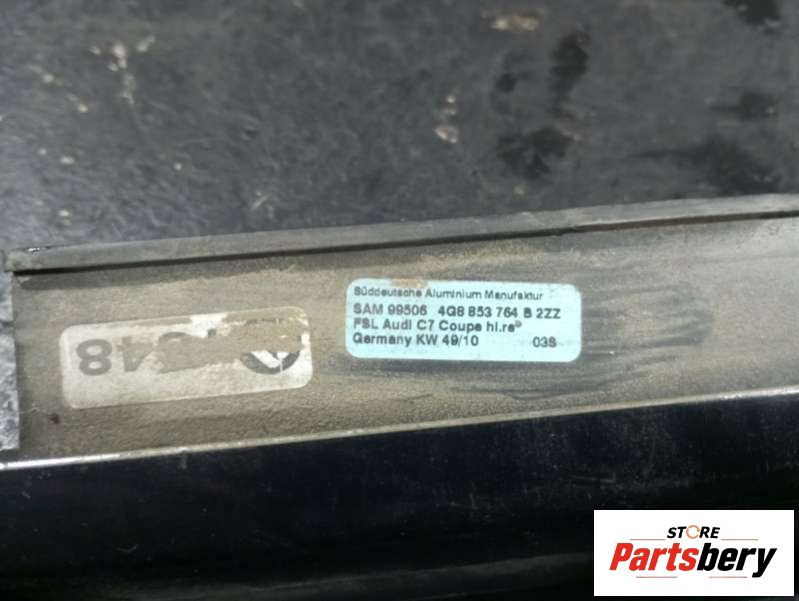 Süddeutsche Aluminium Manufaktur
SAM 99506 4G8 853 764 B 2ZZ
FSL Audi C7 Coupe hi.re®
Germany KW 49/10 03S
STORE
Partsbery